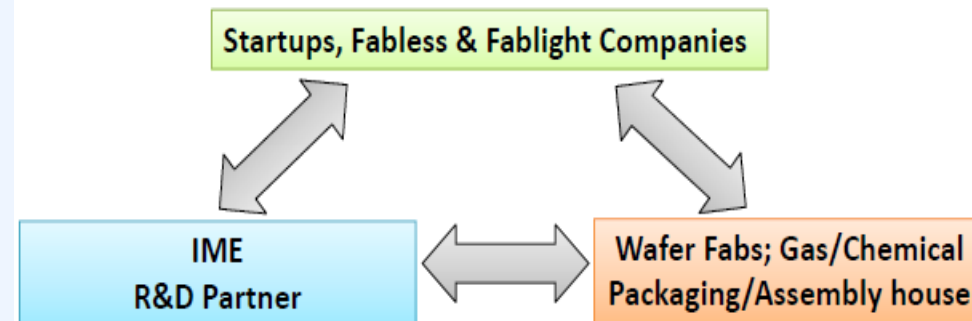 Startups, Fabless & Fablight Companies
IME
R&D Partner
Wafer Fabs; Gas/Chemical
Packaging/Assembly house